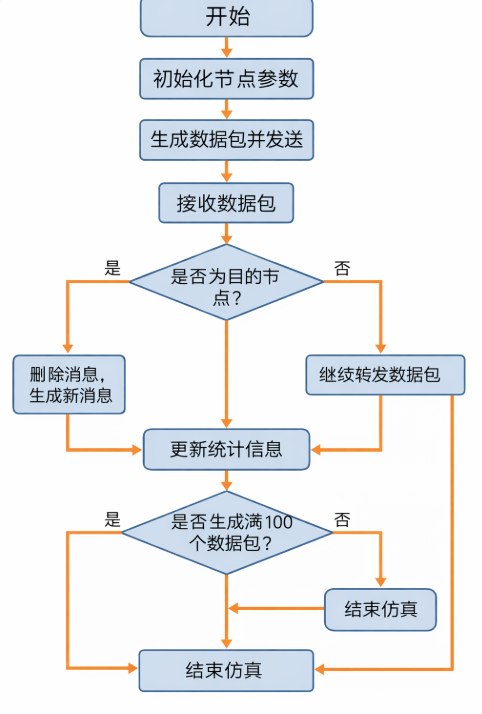 开始
初始化节点参数
生成数据包并发送
接收数据包
是否为目的节
点？
是
否
删除消息，
生成新消息
继续转发数据包
更新统计信息
是否生成满100
个数据包？
是
否
结束仿真
结束仿真